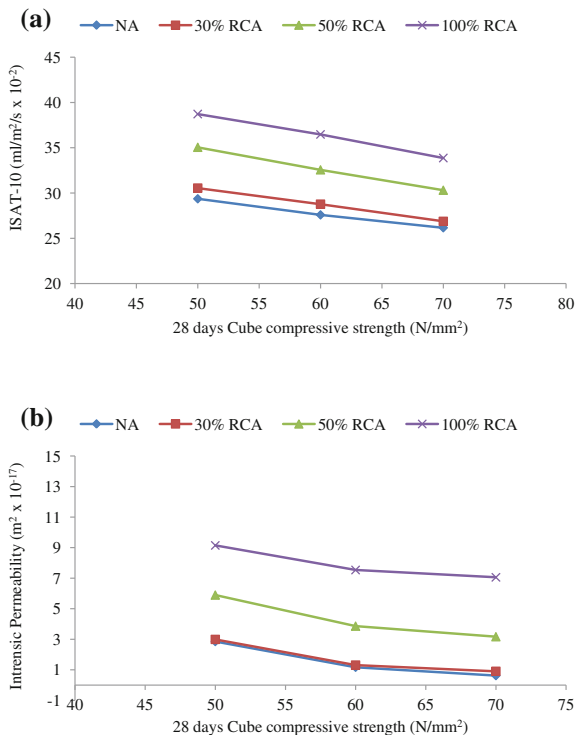 (a)
NA 30% RCA 50% RCA 100% RCA
45
40
35
30
25
20
40 45 50 55 60 65 70 75 80
ISAT-10 (ml/m²/s x 10⁻²)
28 days Cube compressive strength (N/mm²)
(b)
NA 30% RCA 50% RCA 100% RCA
15
13
11
9
7
5
3
1
-1
40 45 50 55 60 65 70 75
Intrensic Permeability (m² x 10⁻¹⁷)
28 days Cube compressive strength (N/mm²)